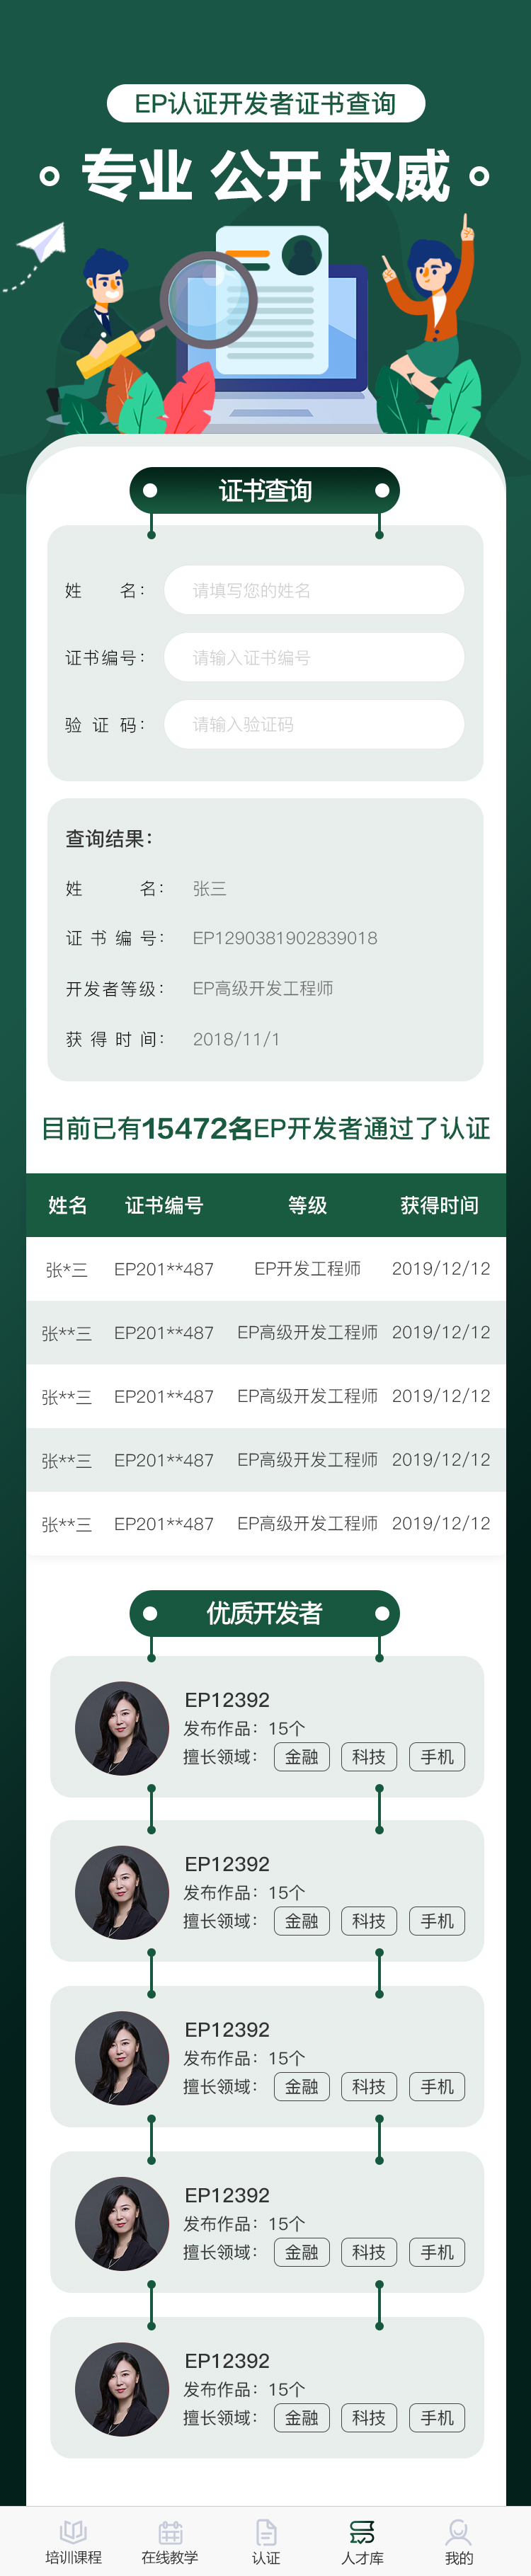 EP认证开发者证书查询
专业 公开 权威
证书查询
姓 名： 请填写您的姓名
证书编号： 请输入证书编号
验 证 码： 请输入验证码
查询结果：
姓 名： 张三
证 书 编 号： EP1290381902839018
开发者等级： EP高级开发工程师
获 得 时 间： 2018/11/1
目前已有15472名EP开发者通过了认证
姓名 证书编号 等级 获得时间
张*三 EP201**487 EP开发工程师 2019/12/12
张**三 EP201**487 EP高级开发工程师 2019/12/12
张**三 EP201**487 EP高级开发工程师 2019/12/12
张**三 EP201**487 EP高级开发工程师 2019/12/12
张**三 EP201**487 EP高级开发工程师 2019/12/12
优质开发者
EP12392
发布作品：15个
擅长领域： 金融 科技 手机
EP12392
发布作品：15个
擅长领域： 金融 科技 手机
EP12392
发布作品：15个
擅长领域： 金融 科技 手机
EP12392
发布作品：15个
擅长领域： 金融 科技 手机
EP12392
发布作品：15个
擅长领域： 金融 科技 手机
培训课程 在线教学 认证 人才库 我的